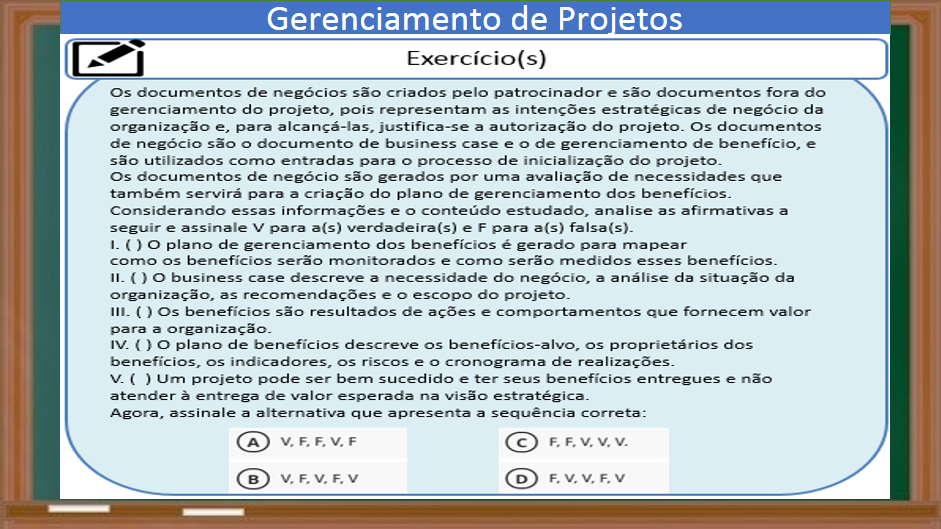 Gerenciamento de Projetos
Exercício(s)
Os documentos de negócios são criados pelo patrocinador e são documentos fora do
gerenciamento do projeto, pois representam as intenções estratégicas de negócio da
organização e, para alcançá-las, justifica-se a autorização do projeto. Os documentos
de negócio são o documento de business case e o de gerenciamento de benefício, e
são utilizados como entradas para o processo de inicialização do projeto.
Os documentos de negócio são gerados por uma avaliação de necessidades que
também servirá para a criação do plano de gerenciamento dos benefícios.
Considerando essas informações e o conteúdo estudado, analise as afirmativas a
seguir e assinale V para a(s) verdadeira(s) e F para a(s) falsa(s).
I. ( ) O plano de gerenciamento dos benefícios é gerado para mapear
como os benefícios serão monitorados e como serão medidos esses benefícios.
II. ( ) O business case descreve a necessidade do negócio, a análise da situação da
organização, as recomendações e o escopo do projeto.
III. ( ) Os benefícios são resultados de ações e comportamentos que fornecem valor
para a organização.
IV. ( ) O plano de benefícios descreve os benefícios-alvo, os proprietários dos
benefícios, os indicadores, os riscos e o cronograma de realizações.
V. ( ) Um projeto pode ser bem sucedido e ter seus benefícios entregues e não
atender à entrega de valor esperada na visão estratégica.
Agora, assinale a alternativa que apresenta a sequência correta:
A V, F, F, V, F
B V, F, V, F, V
C F, F, V, V, V.
D F, V, V, F, V